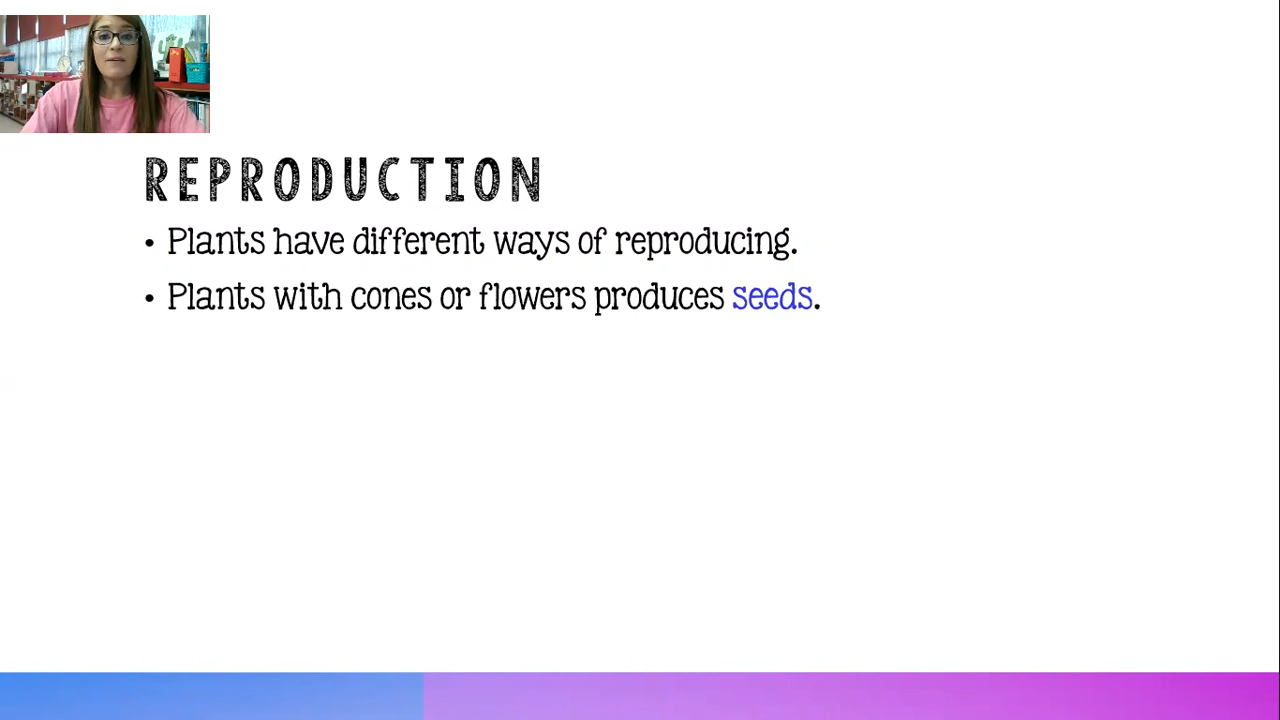 REPRODUCTION
• Plants have different ways of reproducing.
• Plants with cones or flowers produces seeds.